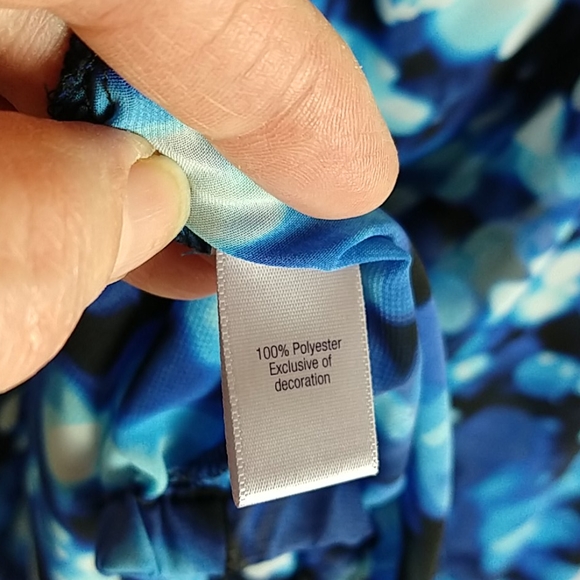 100% Polyester
Exclusive of
decoration